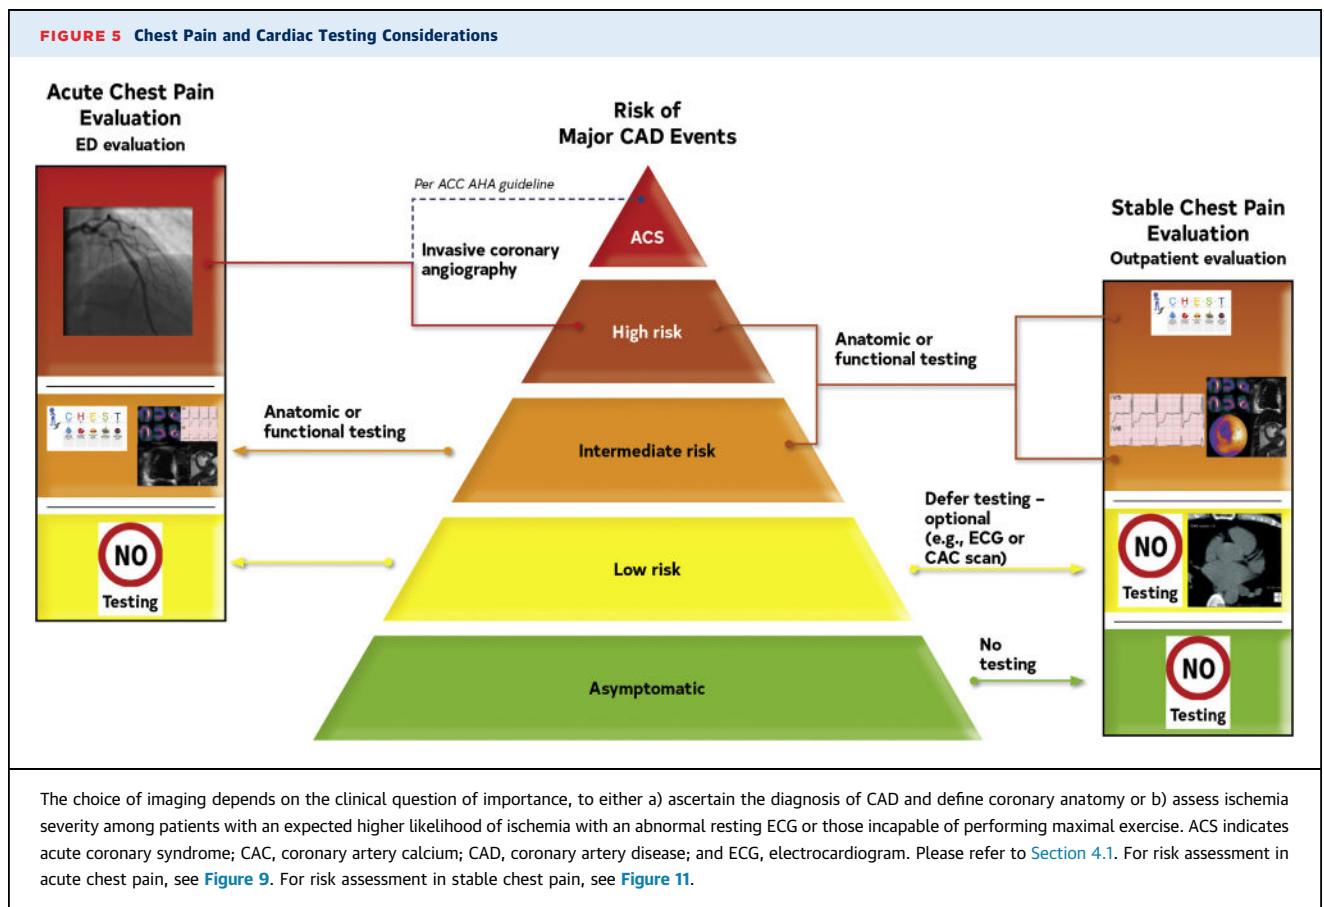 FIGURE 5 Chest Pain and Cardiac Testing Considerations
Acute Chest Pain
Evaluation
ED evaluation
Risk of
Major CAD Events
Per ACC AHA guideline
Invasive coronary
angiography
ACS
High risk
Intermediate risk
Low risk
Asymptomatic
Anatomic or
functional testing
C H E S T
NO
Testing
Stable Chest Pain
Evaluation
Outpatient evaluation
Anatomic or
functional testing
C H E S T
V5
V6
Defer testing –
optional
(e.g., ECG or
CAC scan)
NO
Testing
No
testing
NO
Testing
The choice of imaging depends on the clinical question of importance, to either a) ascertain the diagnosis of CAD and define coronary anatomy or b) assess ischemia
severity among patients with an expected higher likelihood of ischemia with an abnormal resting ECG or those incapable of performing maximal exercise. ACS indicates
acute coronary syndrome; CAC, coronary artery calcium; CAD, coronary artery disease; and ECG, electrocardiogram. Please refer to Section 4.1. For risk assessment in
acute chest pain, see Figure 9. For risk assessment in stable chest pain, see Figure 11.